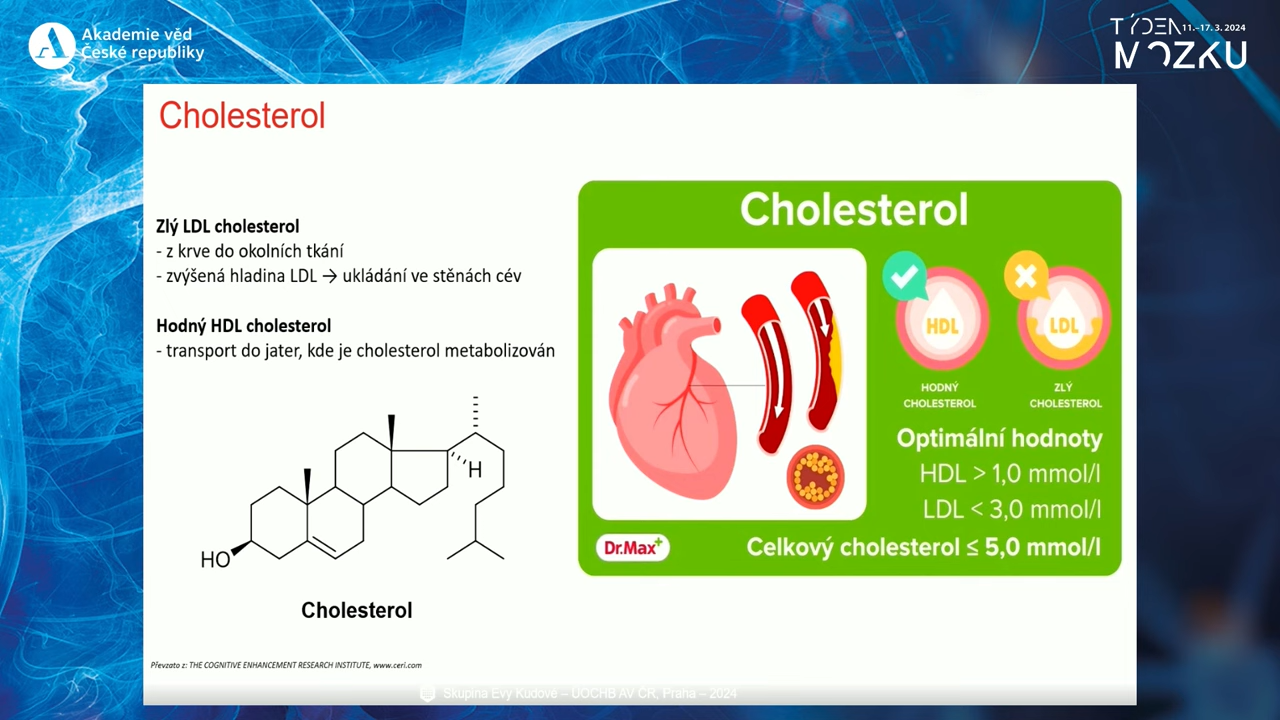 Akademie věd
České republiky
TÝDEN 11.–17. 3. 2024
MOZKU
Cholesterol
Zlý LDL cholesterol
- z krve do okolních tkání
- zvýšená hladina LDL → ukládání ve stěnách cév
Hodný HDL cholesterol
- transport do jater, kde je cholesterol metabolizován
H
HO
Cholesterol
Převzato z: THE COGNITIVE ENHANCEMENT RESEARCH INSTITUTE, www.ceri.com
Cholesterol
HDL
LDL
HODNÝ
CHOLESTEROL
ZLÝ
CHOLESTEROL
Optimální hodnoty
HDL > 1,0 mmol/l
LDL < 3,0 mmol/l
Dr.Max+
Celkový cholesterol ≤ 5,0 mmol/l
Skupina Evy Kudové – ÚOCHB AV ČR, Praha – 2024